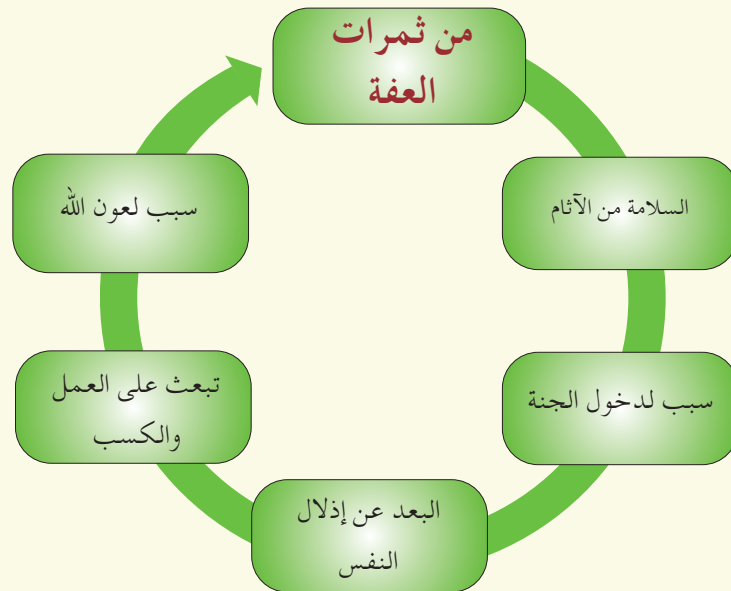 من ثمرات
العفة
السلامة من الآثام
سبب لدخول الجنة
البعد عن إذلال
النفس
تبعث على العمل
والكسب
سبب لعون الله